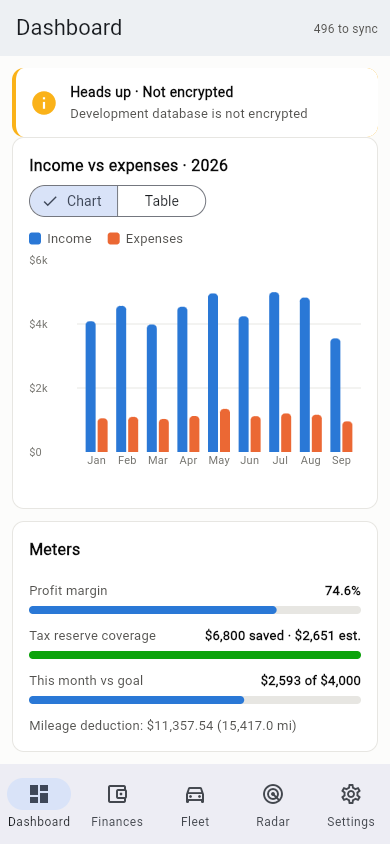 Dashboard
496 to sync
Heads up · Not encrypted
Development database is not encrypted
Income vs expenses · 2026
Chart
Table
Income
Expenses
$6k
$4k
$2k
$0
Jan Feb Mar Apr May Jun Jul Aug Sep
Meters
Profit margin 74.6%
Tax reserve coverage $6,800 saved · $2,651 est.
This month vs goal $2,593 of $4,000
Mileage deduction: $11,357.54 (15,417.0 mi)
Dashboard Finances Fleet Radar Settings